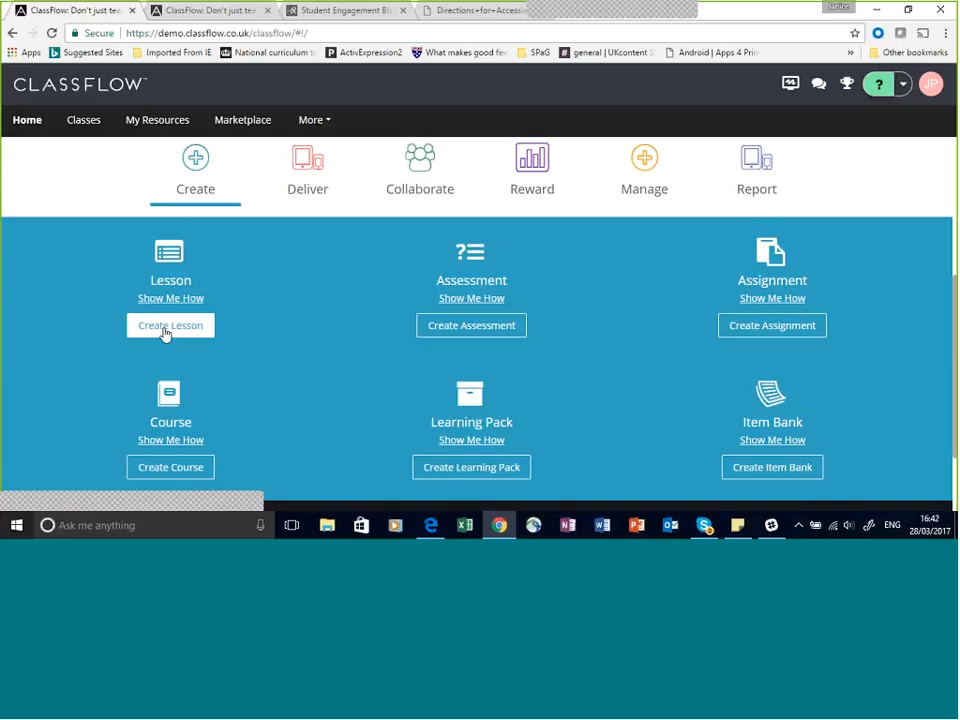 ClassFlow: Don't just tea
ClassFlow: Don't just tea
Student Engagement Bl
Directions+for+Access
Secure https://demo.classflow.co.uk/classflow/#!/
Apps Suggested Sites Imported From IE National curriculum t ActivExpression2 What makes good fe SPaG general | UKcontent S Android | Apps 4 Prim » Other bookmarks
CLASSFLOW
? JP
Home Classes My Resources Marketplace More
Create Deliver Collaborate Reward Manage Report
Lesson Assessment Assignment
Show Me How Show Me How Show Me How
Create Lesson Create Assessment Create Assignment
Course Learning Pack Item Bank
Show Me How Show Me How Show Me How
Create Course Create Learning Pack Create Item Bank
Ask me anything ENG 16:42
28/03/2017